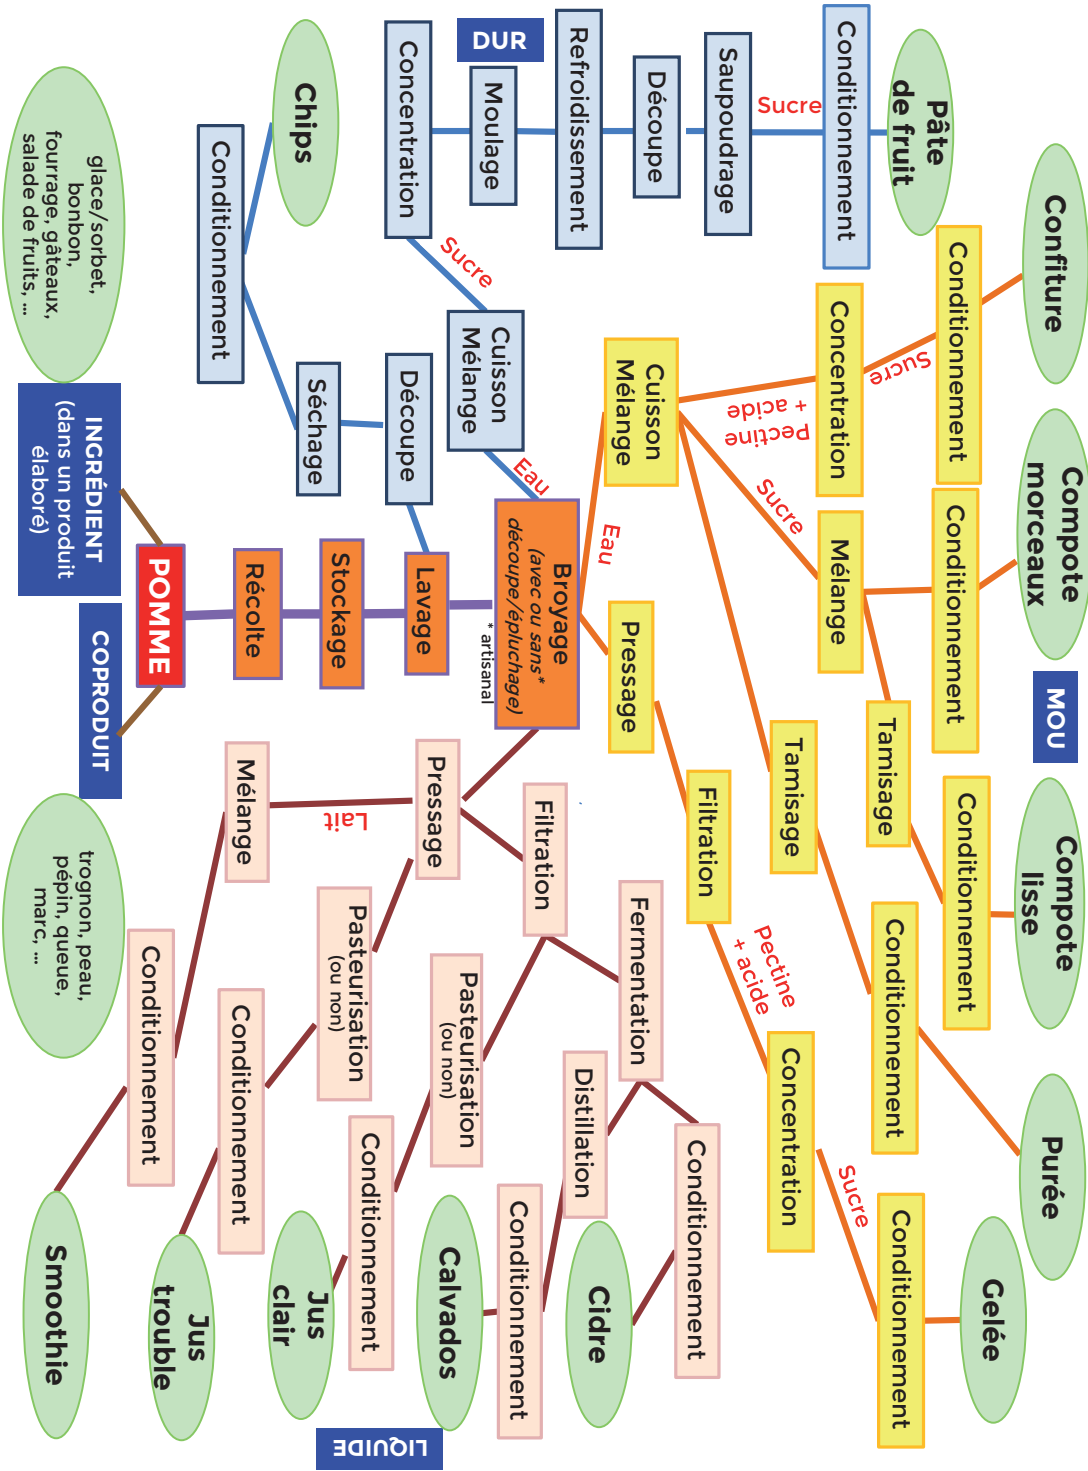 Confiture
Compote
morceaux
MOU
Compote
lisse
Purée
Gelée
Pâte
de fruit
Conditionnement
Conditionnement
Conditionnement
Conditionnement
Conditionnement
Conditionnement
Sucre
Saupoudrage
Découpe
Refroidissement
DUR
Moulage
Concentration
Sucre
Cuisson
Mélange
Eau
Sucre
Concentration
Pectine
+ acide
Cuisson
Mélange
Eau
Sucre
Mélange
Tamisage
Tamisage
Pressage
Filtration
Pectine
+ acide
Concentration
Sucre
Chips
Conditionnement
Séchage
Découpe
Broyage
(avec ou sans*
découpe/épluchage)
* artisanal
Lavage
Stockage
Récolte
POMME
Pressage
Lait
Mélange
Filtration
Fermentation
Distillation
Conditionnement
Cidre
Conditionnement
Calvados
Pasteurisation
(ou non)
Conditionnement
Jus
clair
Pasteurisation
(ou non)
Conditionnement
Jus
trouble
Conditionnement
Smoothie
LIQUIDE
glace/sorbet,
bonbon,
fourrage, gâteaux,
salade de fruits, ...
INGRÉDIENT
(dans un produit
élaboré)
COPRODUIT
trognon, peau,
pépin, queue,
marc, ...